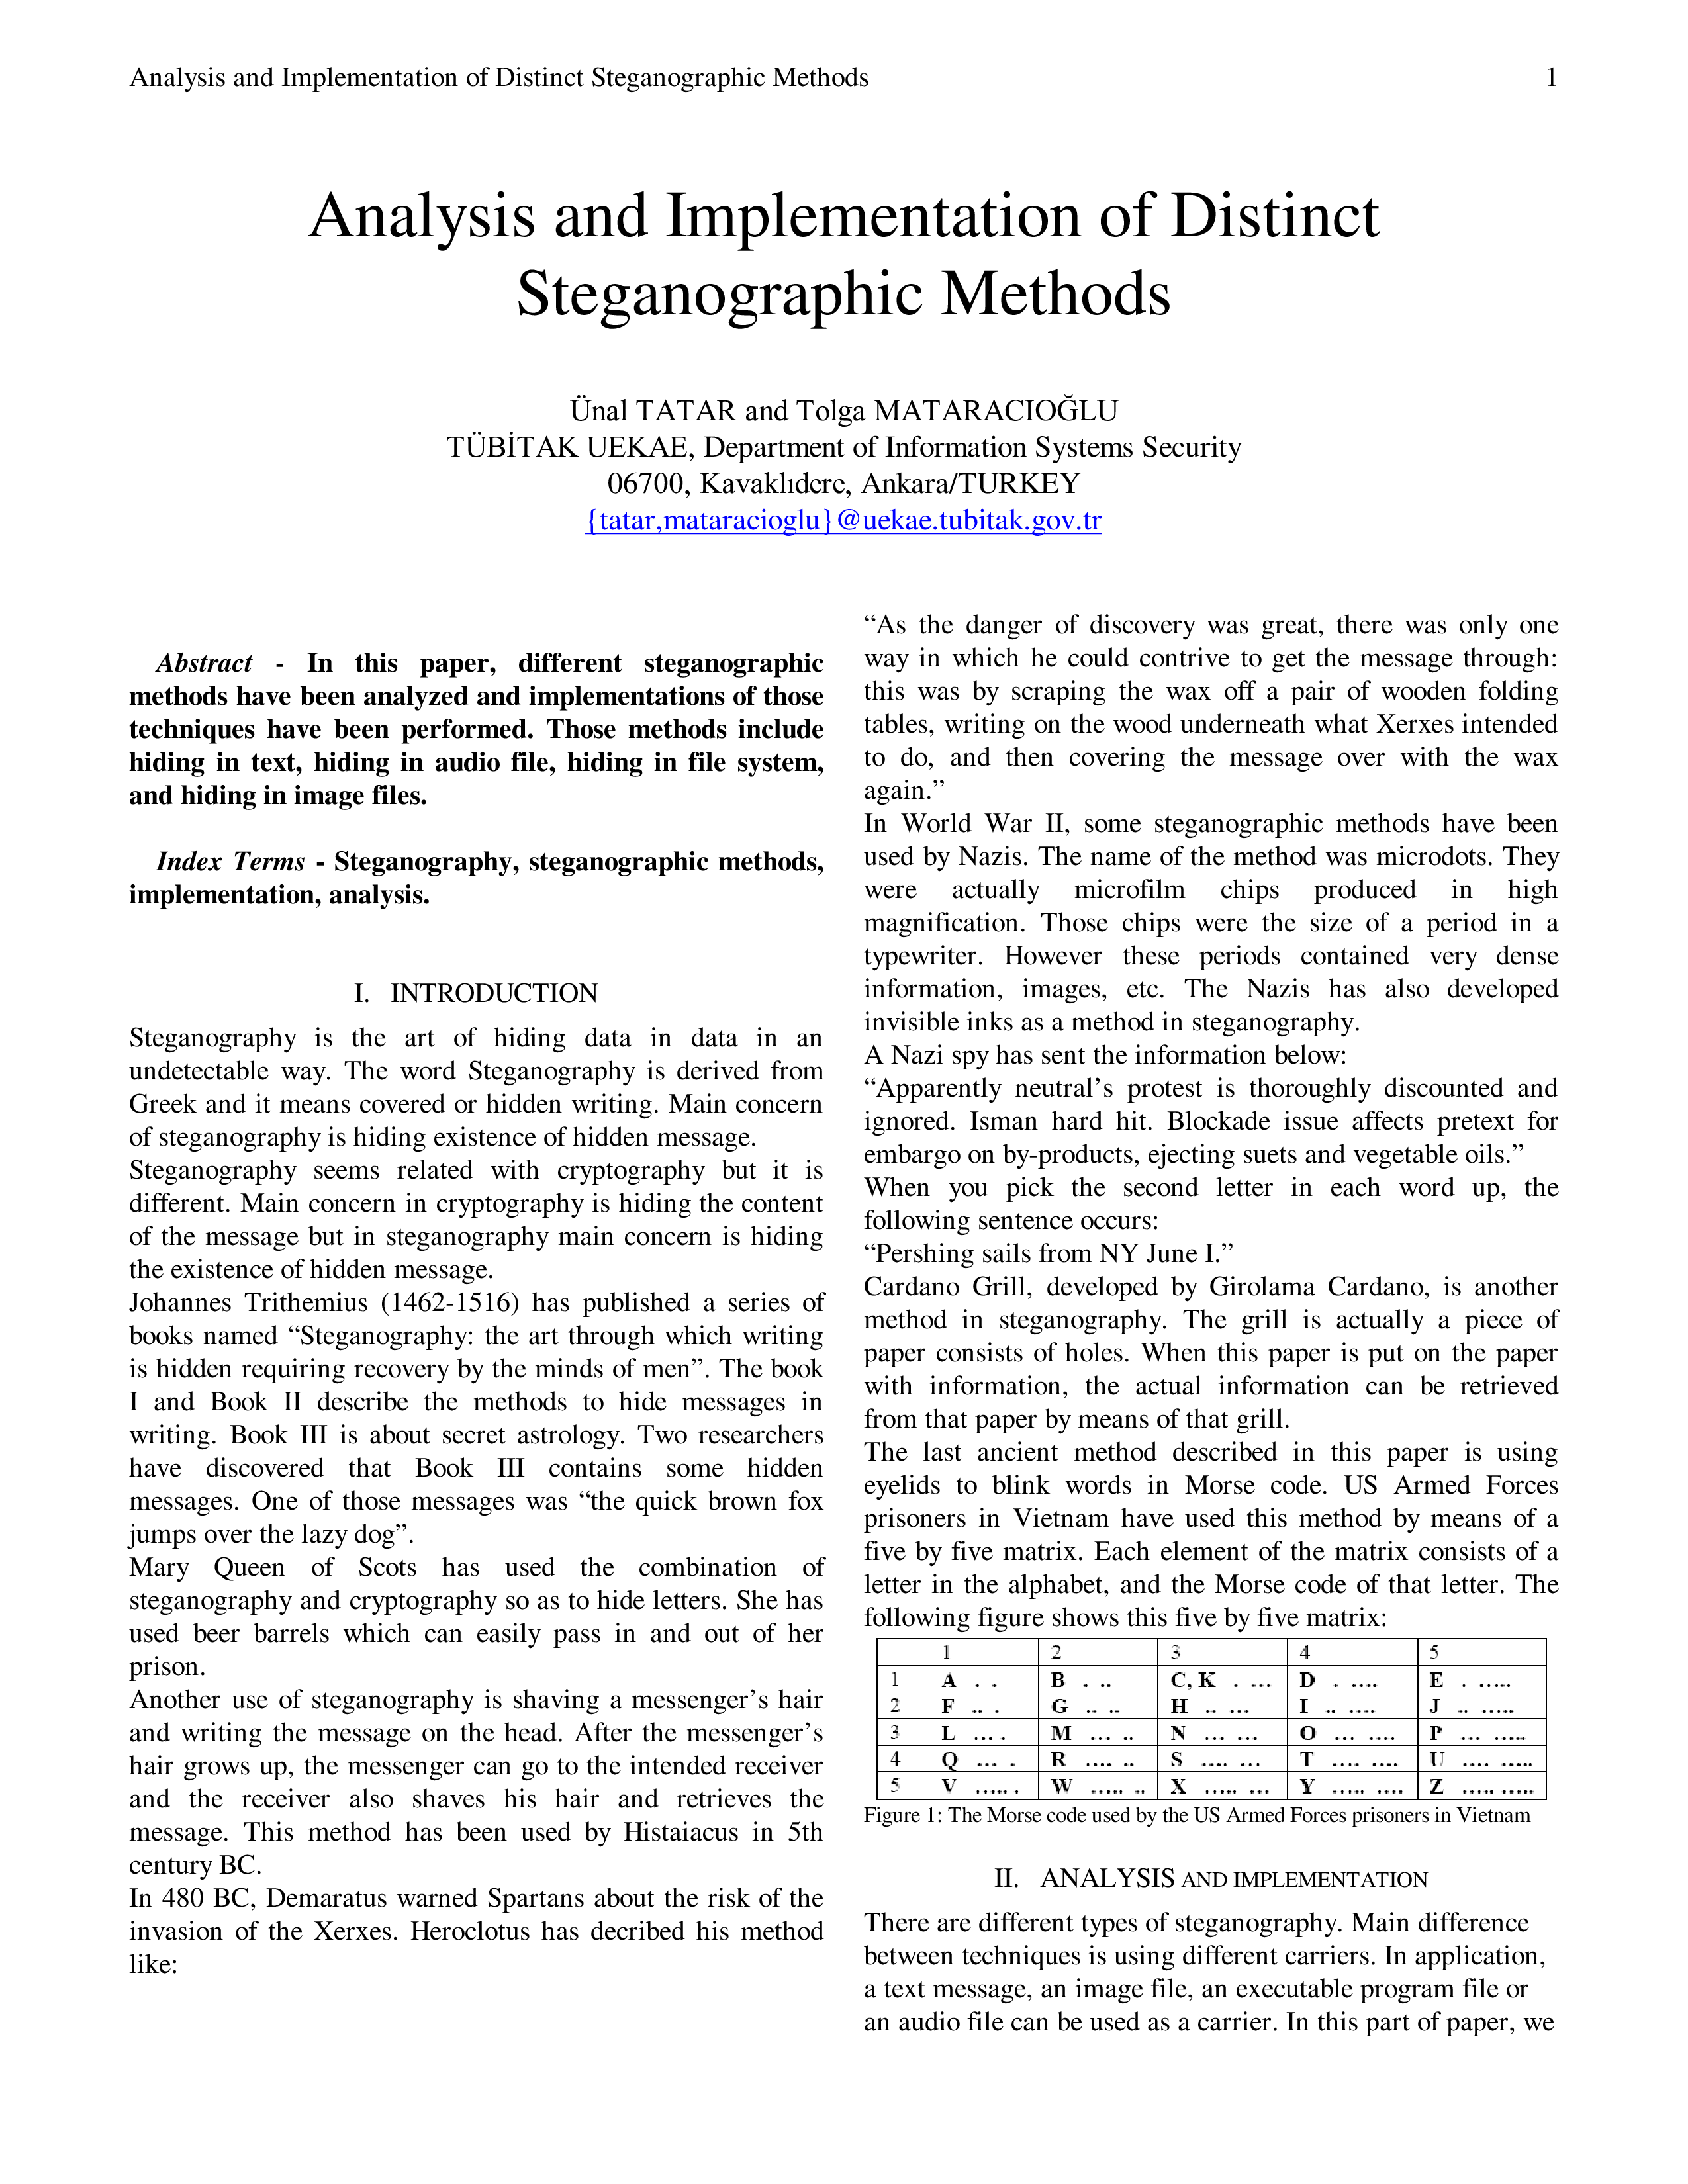 Analysis and Implementation of Distinct Steganographic Methods 1
Analysis and Implementation of Distinct
Steganographic Methods
Ünal TATAR and Tolga MATARACIOĞLU
TÜBİTAK UEKAE, Department of Information Systems Security
06700, Kavaklıdere, Ankara/TURKEY
{tatar,mataracioglu}@uekae.tubitak.gov.tr
Abstract - In this paper, different steganographic
methods have been analyzed and implementations of those
techniques have been performed. Those methods include
hiding in text, hiding in audio file, hiding in file system,
and hiding in image files.
Index Terms - Steganography, steganographic methods,
implementation, analysis.
I. INTRODUCTION
Steganography is the art of hiding data in data in an
undetectable way. The word Steganography is derived from
Greek and it means covered or hidden writing. Main concern
of steganography is hiding existence of hidden message.
Steganography seems related with cryptography but it is
different. Main concern in cryptography is hiding the content
of the message but in steganography main concern is hiding
the existence of hidden message.
Johannes Trithemius (1462-1516) has published a series of
books named “Steganography: the art through which writing
is hidden requiring recovery by the minds of men”. The book
I and Book II describe the methods to hide messages in
writing. Book III is about secret astrology. Two researchers
have discovered that Book III contains some hidden
messages. One of those messages was “the quick brown fox
jumps over the lazy dog”.
Mary Queen of Scots has used the combination of
steganography and cryptography so as to hide letters. She has
used beer barrels which can easily pass in and out of her
prison.
Another use of steganography is shaving a messenger’s hair
and writing the message on the head. After the messenger’s
hair grows up, the messenger can go to the intended receiver
and the receiver also shaves his hair and retrieves the
message. This method has been used by Histaiacus in 5th
century BC.
In 480 BC, Demaratus warned Spartans about the risk of the
invasion of the Xerxes. Heroclotus has decribed his method
like:
“As the danger of discovery was great, there was only one
way in which he could contrive to get the message through:
this was by scraping the wax off a pair of wooden folding
tables, writing on the wood underneath what Xerxes intended
to do, and then covering the message over with the wax
again.”
In World War II, some steganographic methods have been
used by Nazis. The name of the method was microdots. They
were actually microfilm chips produced in high
magnification. Those chips were the size of a period in a
typewriter. However these periods contained very dense
information, images, etc. The Nazis has also developed
invisible inks as a method in steganography.
A Nazi spy has sent the information below:
“Apparently neutral’s protest is thoroughly discounted and
ignored. Isman hard hit. Blockade issue affects pretext for
embargo on by-products, ejecting suets and vegetable oils.”
When you pick the second letter in each word up, the
following sentence occurs:
“Pershing sails from NY June I.”
Cardano Grill, developed by Girolama Cardano, is another
method in steganography. The grill is actually a piece of
paper consists of holes. When this paper is put on the paper
with information, the actual information can be retrieved
from that paper by means of that grill.
The last ancient method described in this paper is using
eyelids to blink words in Morse code. US Armed Forces
prisoners in Vietnam have used this method by means of a
five by five matrix. Each element of the matrix consists of a
letter in the alphabet, and the Morse code of that letter. The
following figure shows this five by five matrix:
1 2 3 4 5
1 A . . B . .. C, K . ... D . .... E . .....
2 F .. . G .. .. H .. ... I .. .... J .. .....
3 L ... . M ... .. N ... ... O ... .... P ... .....
4 Q ... . R .... .. S .... ... T .... .... U .... .....
5 V ..... . W ..... .. X ..... ... Y ..... .... Z ..... .....
Figure 1: The Morse code used by the US Armed Forces prisoners in Vietnam
II. ANALYSIS AND IMPLEMENTATION
There are different types of steganography. Main difference
between techniques is using different carriers. In application,
a text message, an image file, an executable program file or
an audio file can be used as a carrier. In this part of paper, we